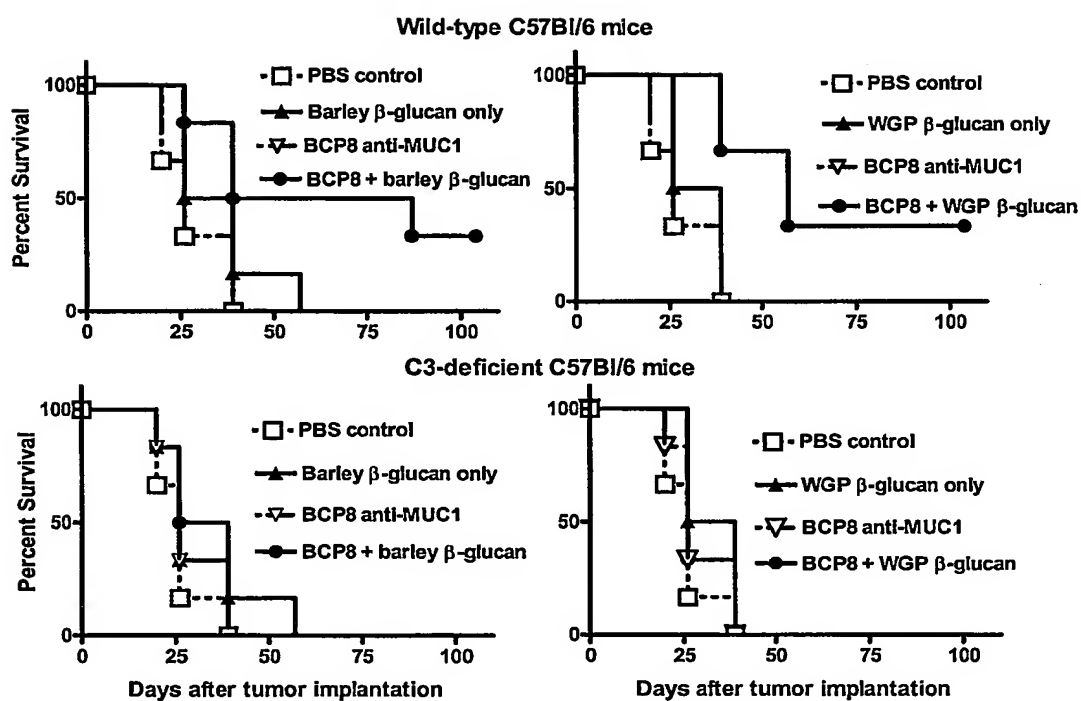 Wild-type C57Bl/6 mice
Percent Survival
100
50
0
0 25 50 75 100
PBS control
Barley β-glucan only
BCP8 anti-MUC1
BCP8 + barley β-glucan
100
50
0
0 25 50 75 100
PBS control
WGP β-glucan only
BCP8 anti-MUC1
BCP8 + WGP β-glucan
C3-deficient C57Bl/6 mice
Percent Survival
100
50
0
0 25 50 75 100
Days after tumor implantation
PBS control
Barley β-glucan only
BCP8 anti-MUC1
BCP8 + barley β-glucan
100
50
0
0 25 50 75 100
Days after tumor implantation
PBS control
WGP β-glucan only
BCP8 anti-MUC1
BCP8 + WGP β-glucan